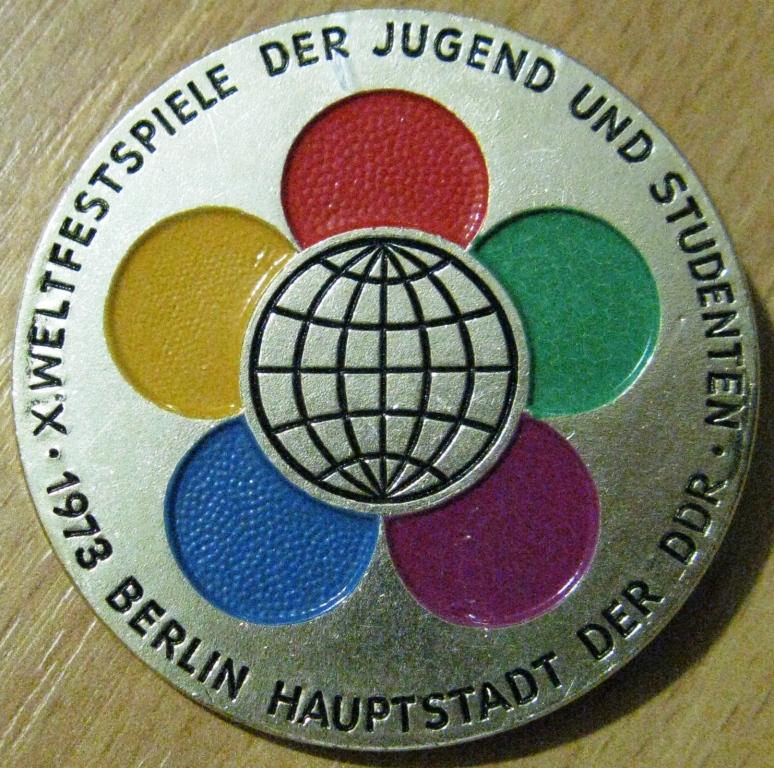 X. WELTFESTSPIELE DER JUGEND UND STUDENTEN ·
1973 BERLIN HAUPTSTADT DER DDR ·